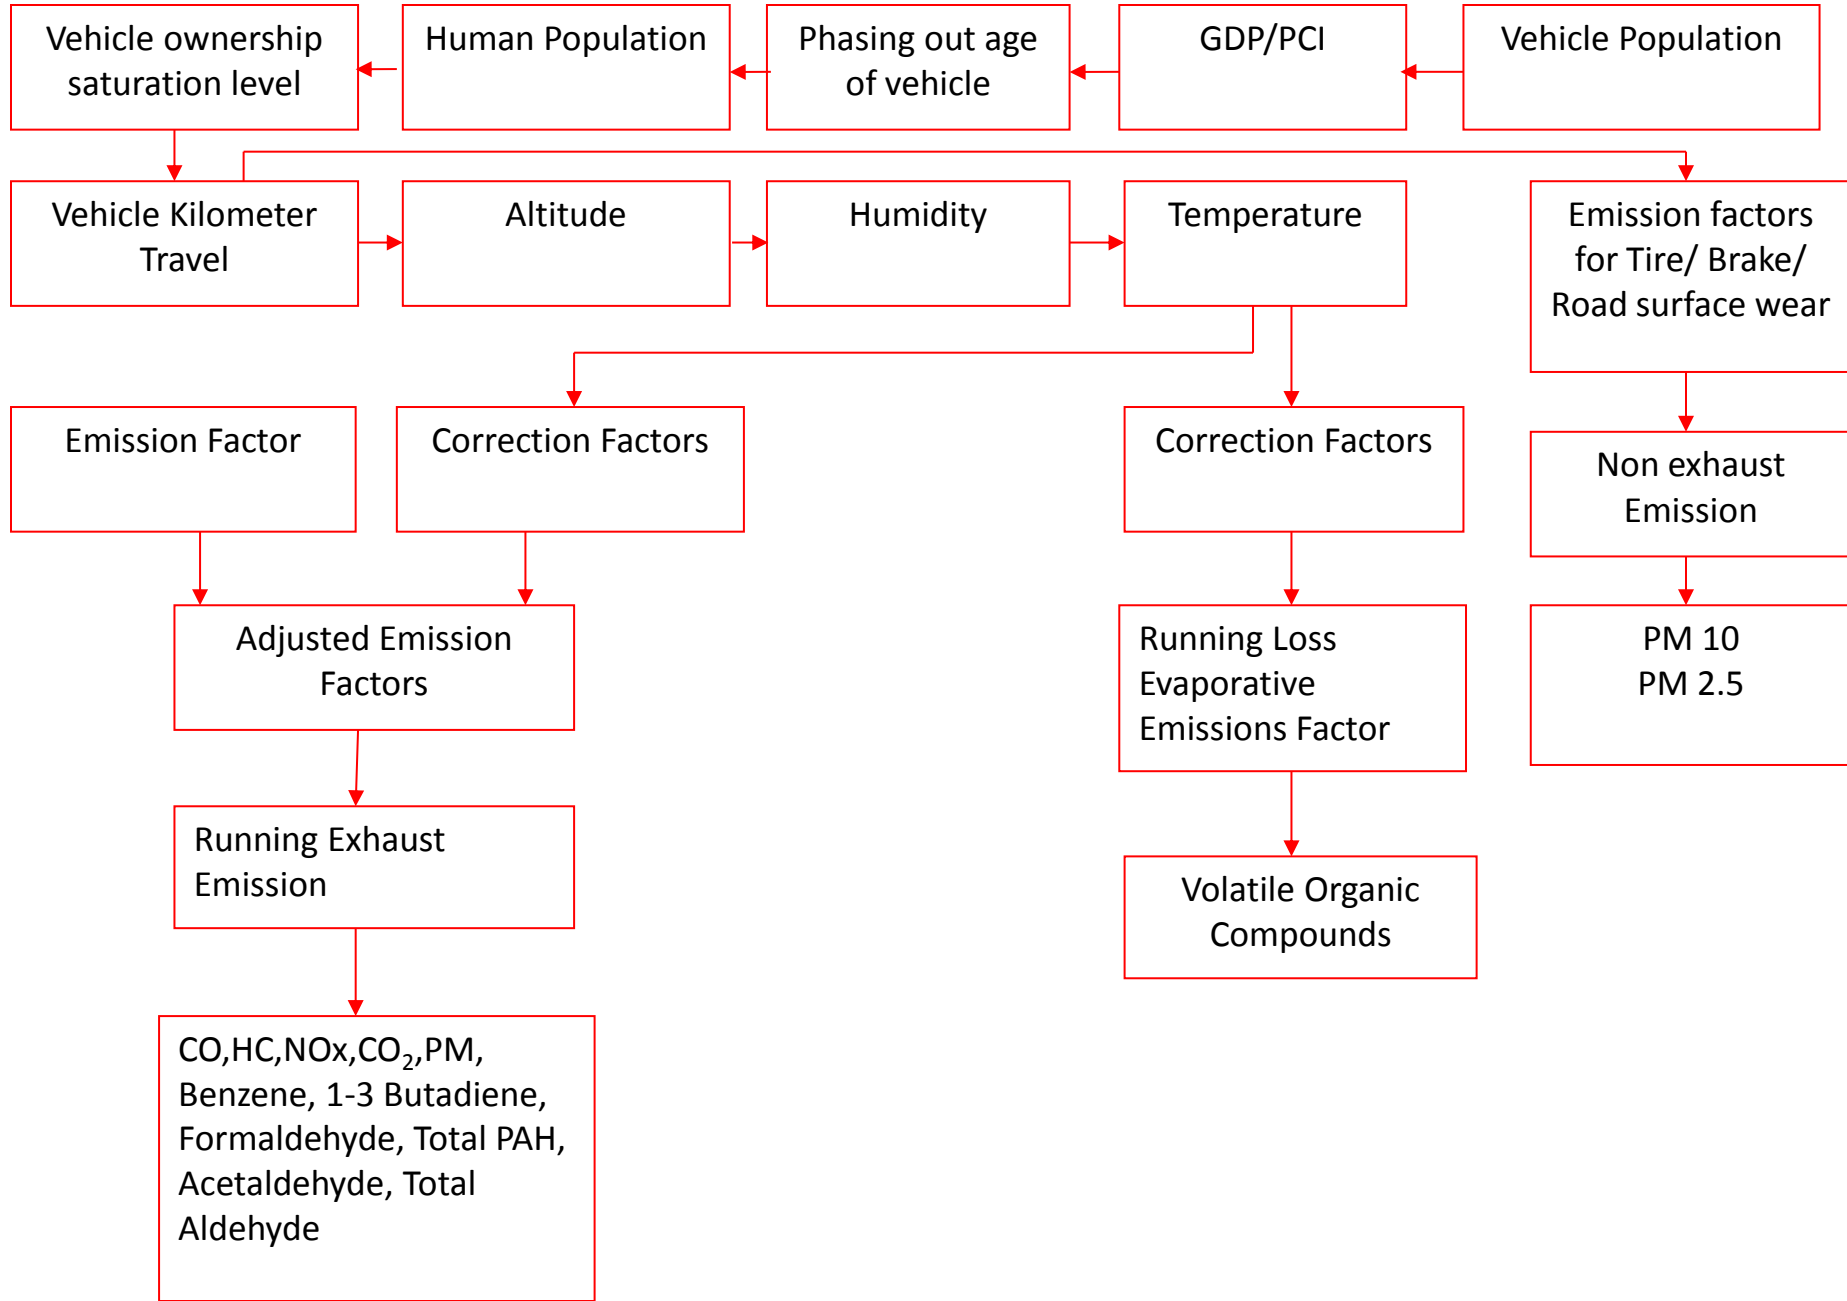 Vehicle ownership
saturation level
Human Population
Phasing out age
of vehicle
GDP/PCI
Vehicle Population
Vehicle Kilometer
Travel
Altitude
Humidity
Temperature
Emission factors
for Tire/ Brake/
Road surface wear
Emission Factor
Correction Factors
Correction Factors
Non exhaust
Emission
Adjusted Emission
Factors
Running Loss
Evaporative
Emissions Factor
PM 10
PM 2.5
Running Exhaust
Emission
Volatile Organic
Compounds
CO,HC,NOx,CO₂,PM,
Benzene, 1-3 Butadiene,
Formaldehyde, Total PAH,
Acetaldehyde, Total
Aldehyde